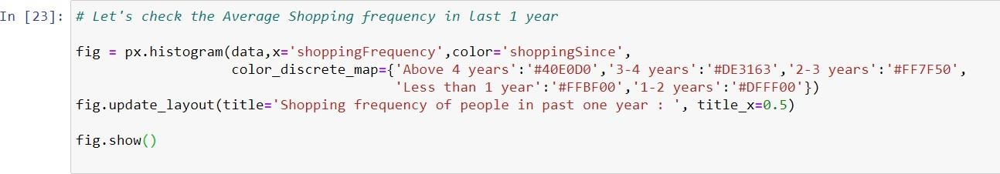 In [23]: # Let's check the Average Shopping frequency in last 1 year
fig = px.histogram(data,x='shoppingFrequency',color='shoppingSince',
color_discrete_map={'Above 4 years':'#40E0D0','3-4 years':'#DE3163','2-3 years':'#FF7F50',
'Less than 1 year':'#FFBF00','1-2 years':'#DFFF00'})
fig.update_layout(title='Shopping frequency of people in past one year : ', title_x=0.5)
fig.show()